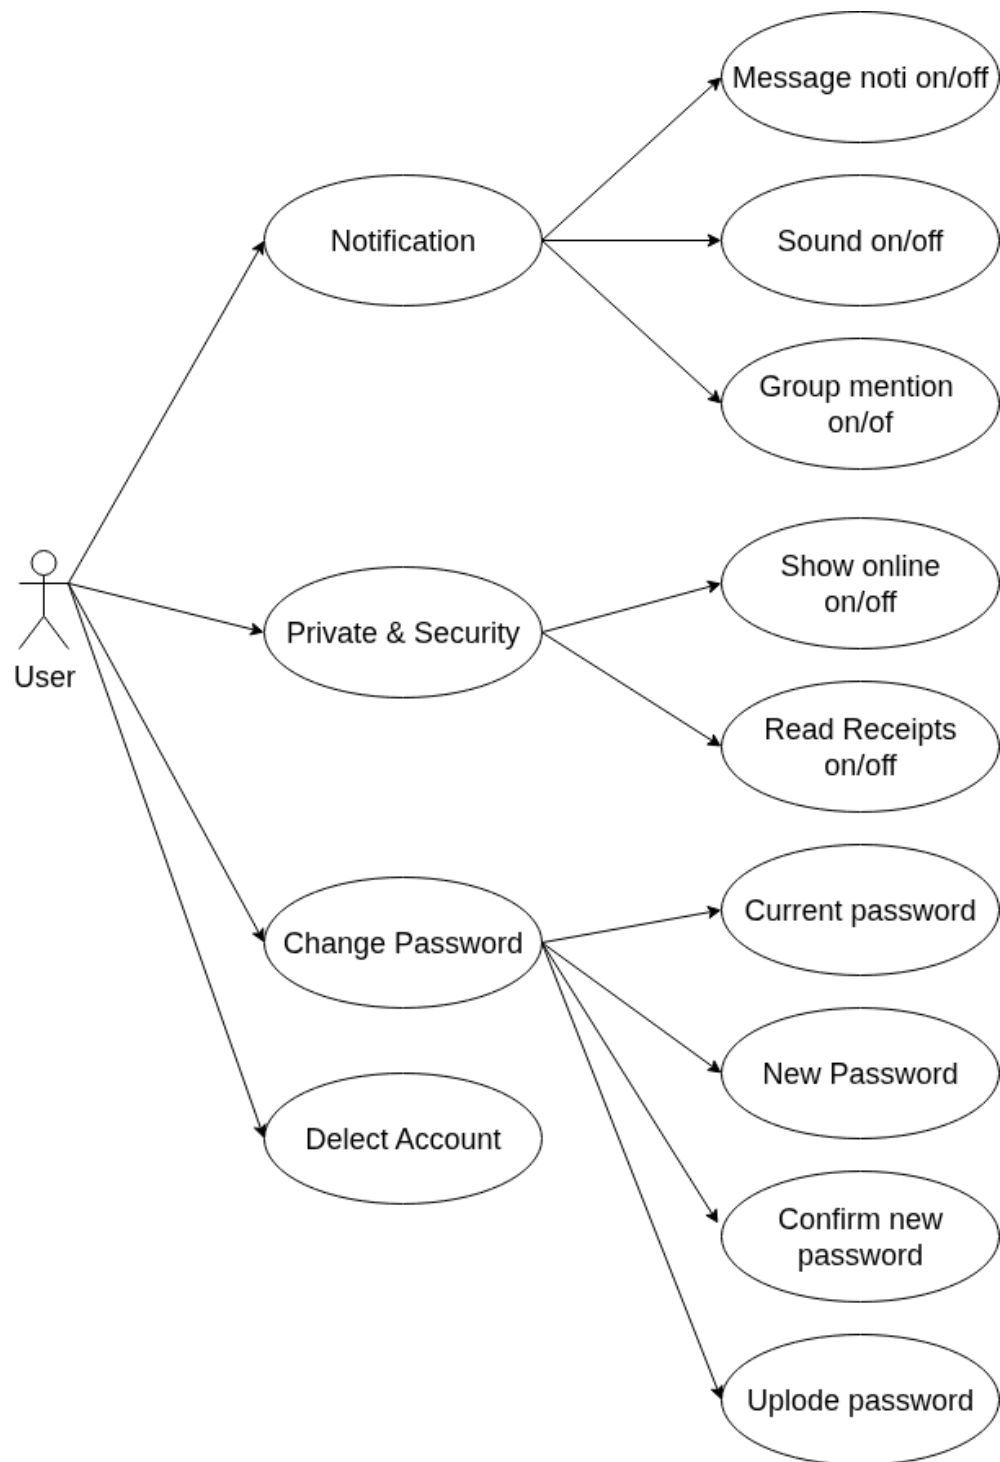 Message noti on/off
Notification
Sound on/off
Group mention
on/of
User
Private & Security
Show online
on/off
Read Receipts
on/off
Change Password
Current password
New Password
Delect Account
Confirm new
password
Uplode password